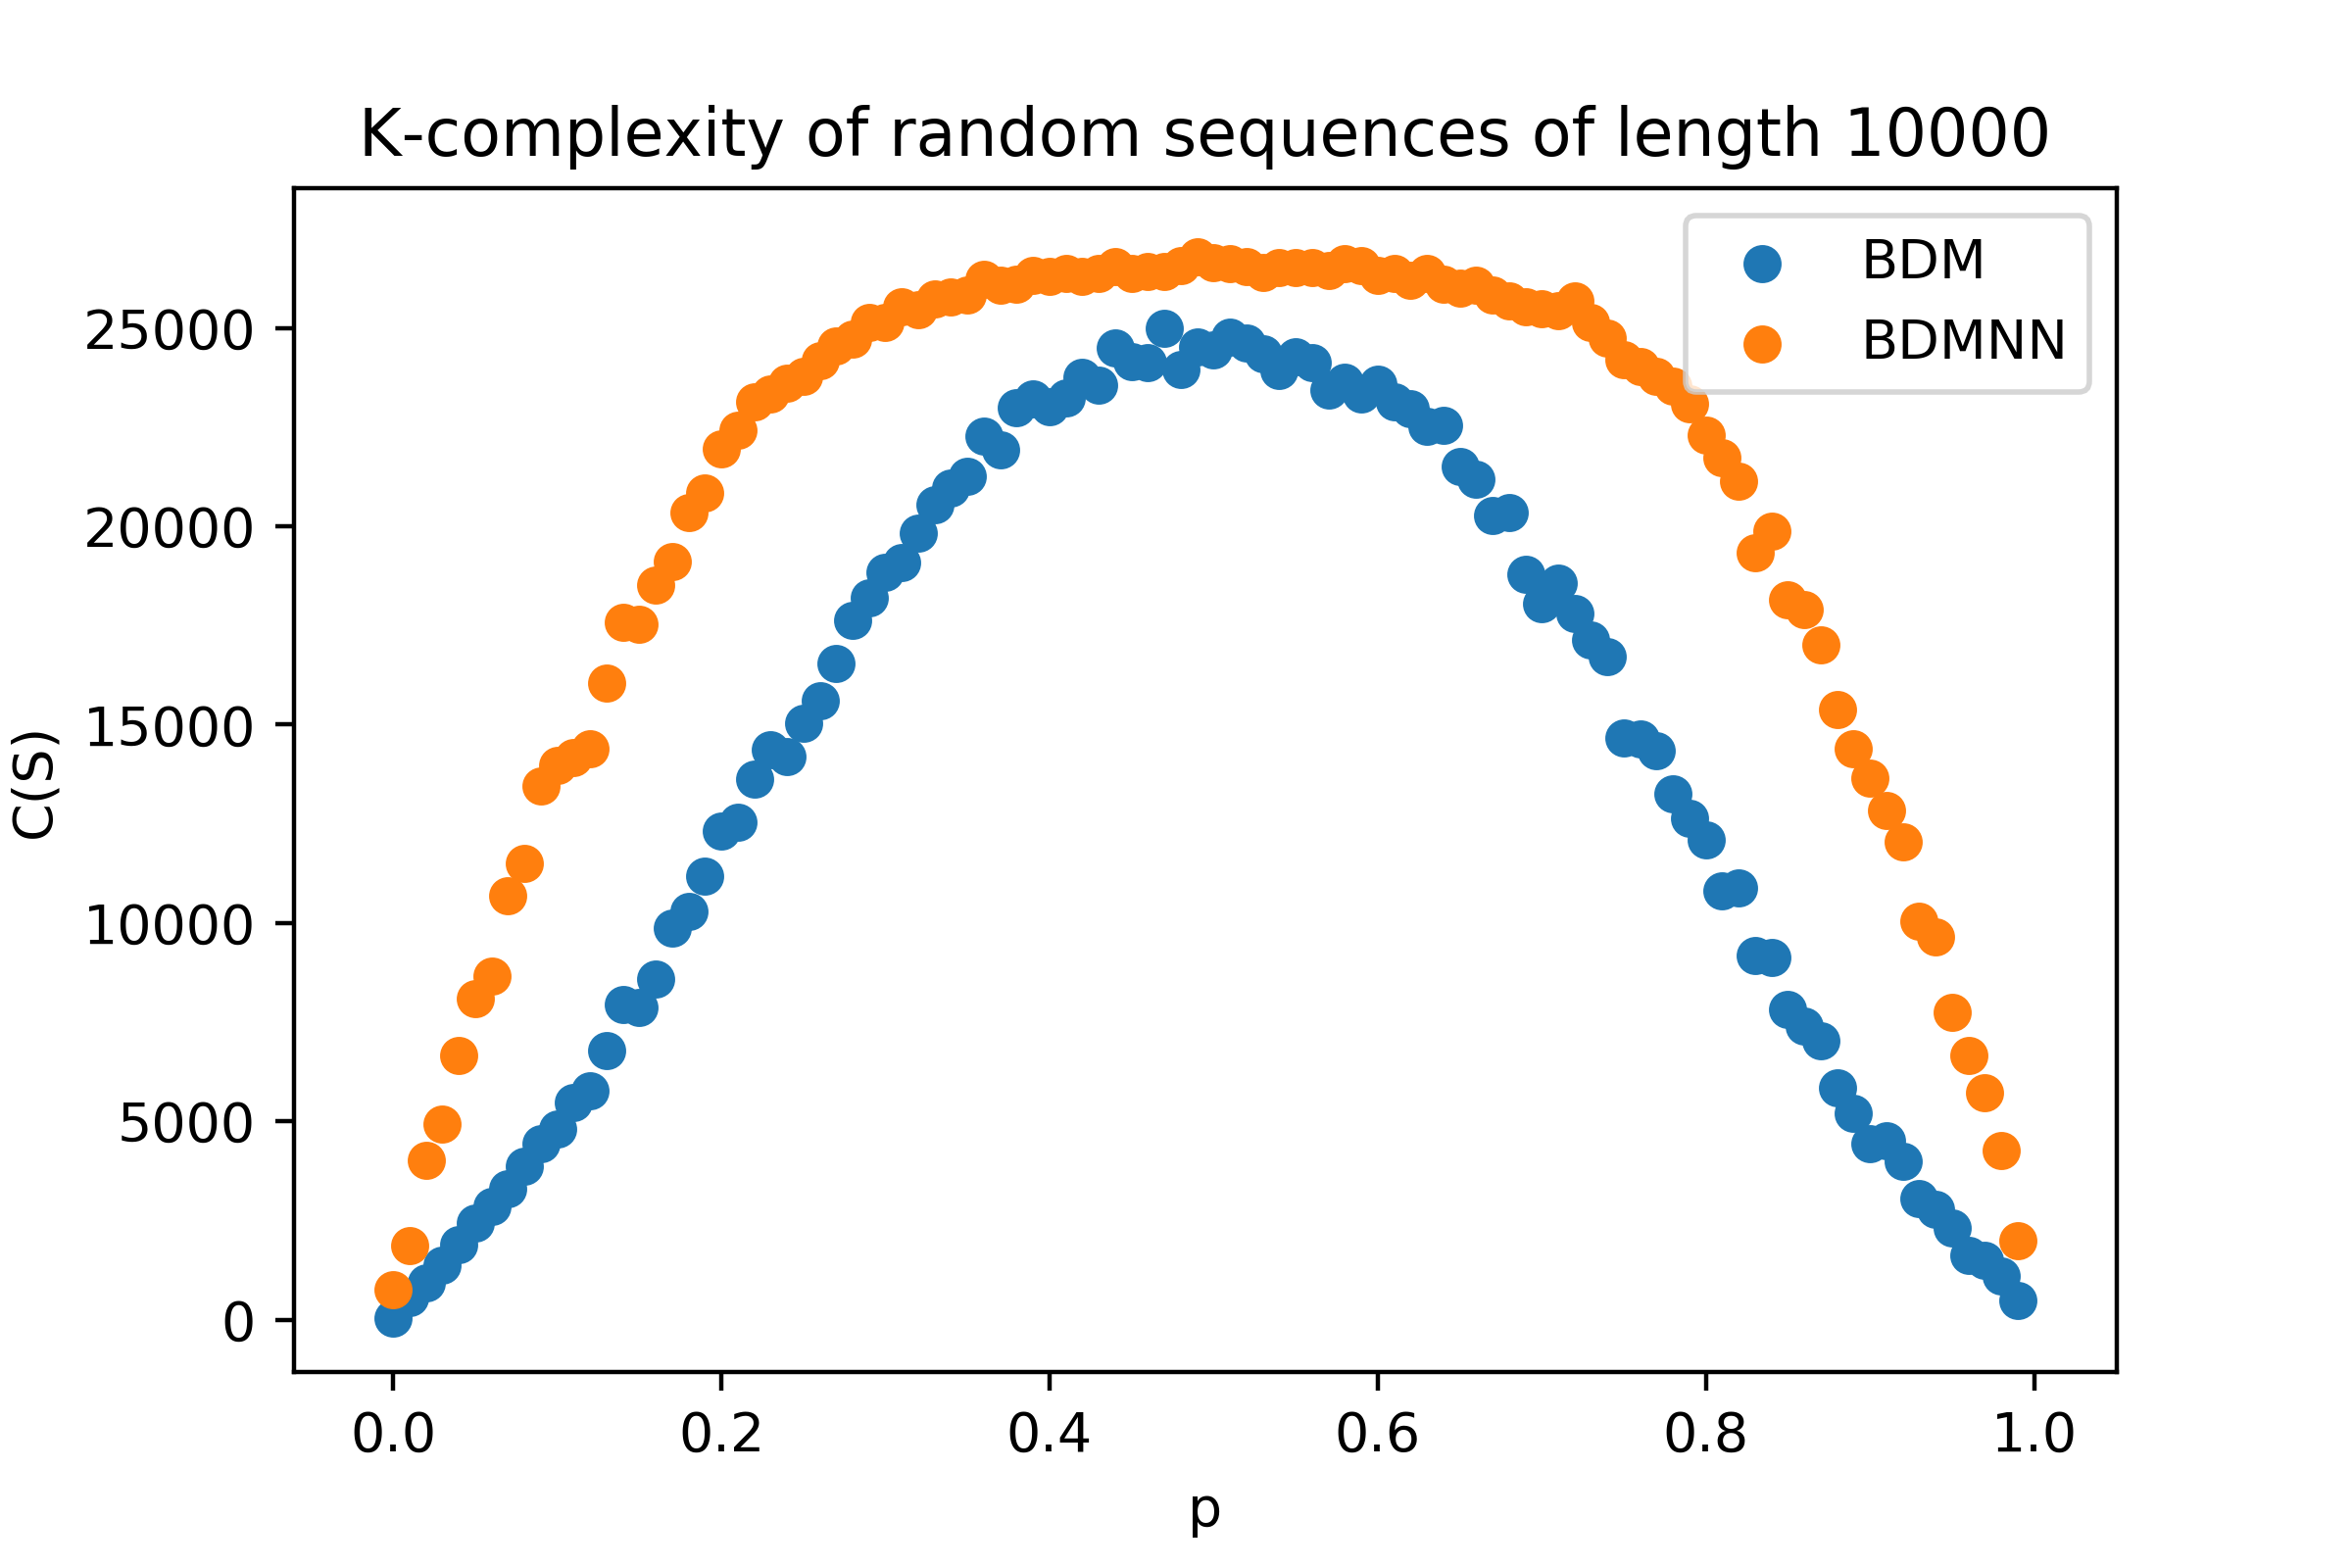 K-complexity of random sequences of length 10000
BDM
BDMNN
C(s)
25000
20000
15000
10000
5000
0
0.0 0.2 0.4 0.6 0.8 1.0
p